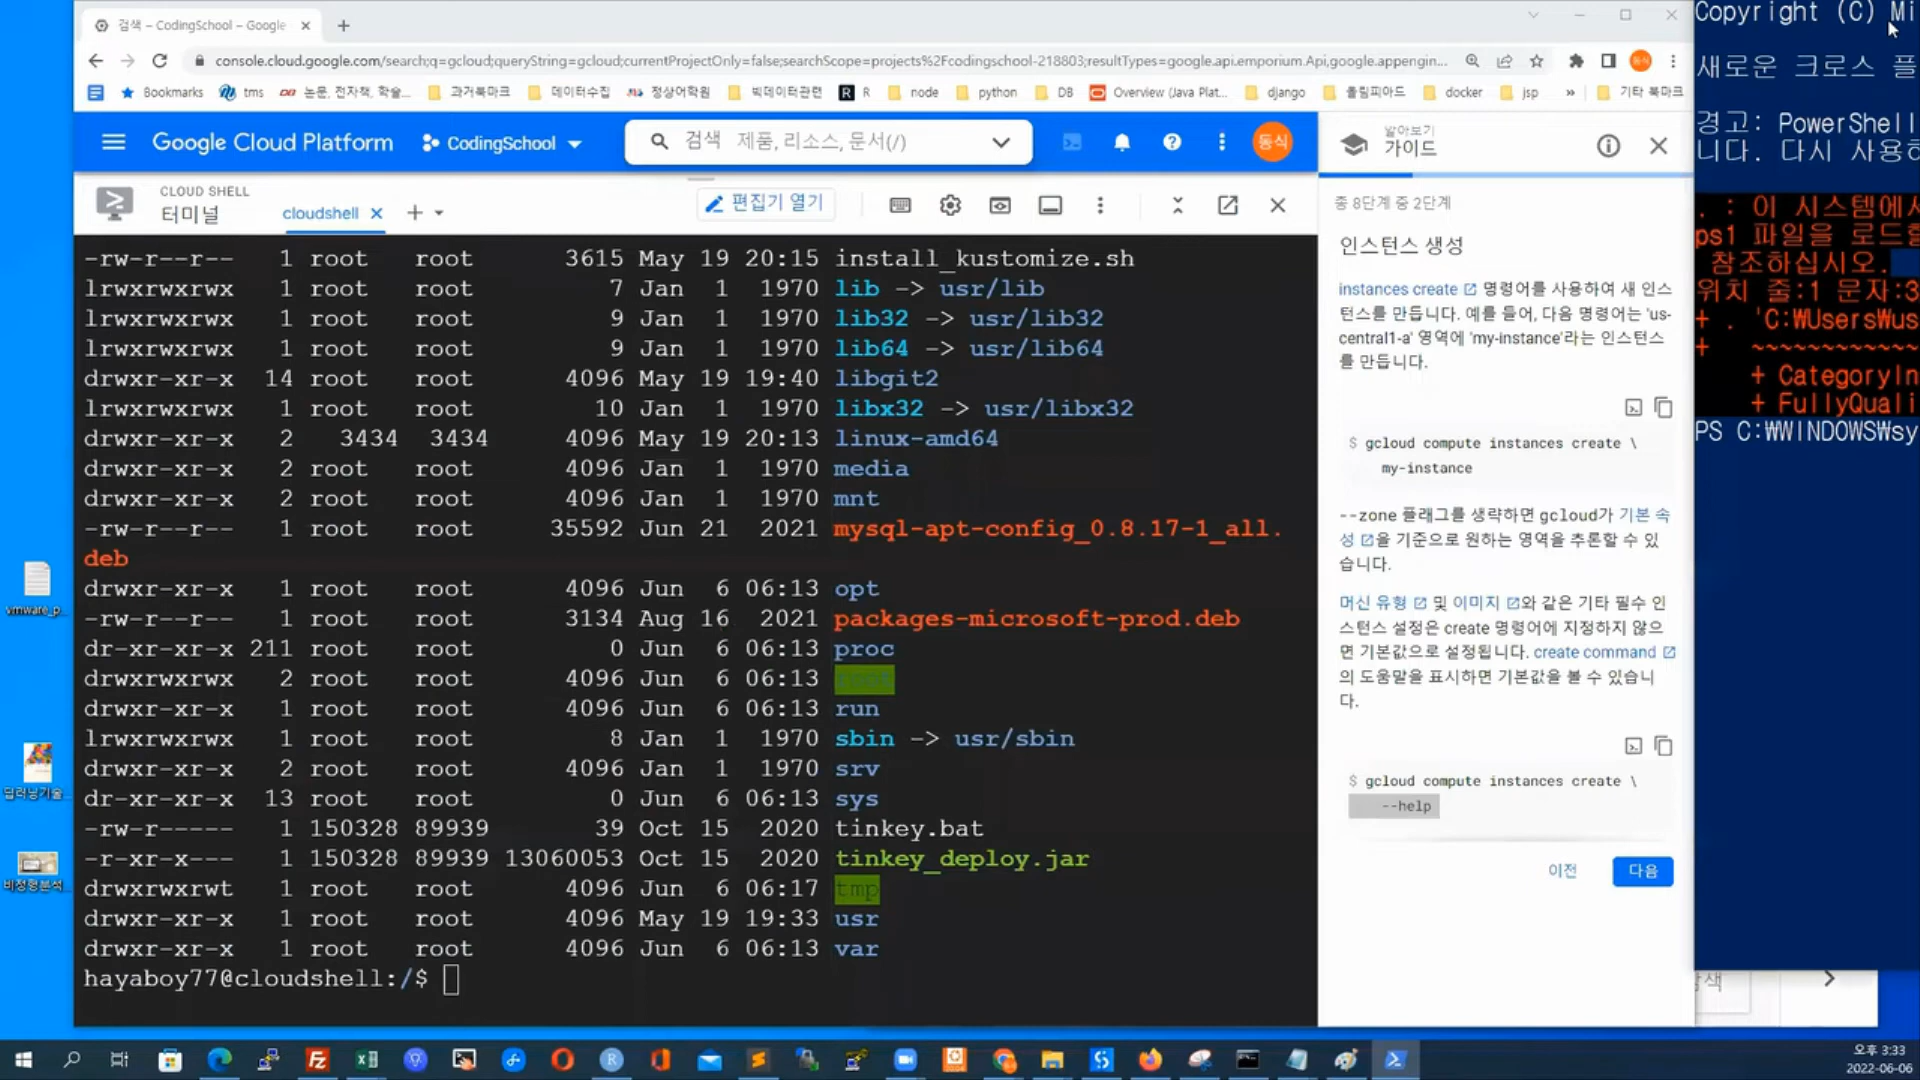 검색 – CodingSchool – Google
console.cloud.google.com/search;q=gcloud;queryString=gcloud;currentProjectOnly=false;searchScope=projects%2Fcodingschool-218803;resultTypes=google.api.emporium.Api,google.appengin...
Bookmarks tms 논문, 전자책, 학술... 과거북마크 데이터수집 정상어학원 빅데이터관련 R node python DB Overview (Java Plat... django 올림피아드 docker jsp » 기타 북마크
Google Cloud Platform CodingSchool 검색 제품, 리소스, 문서(/) 동식
CLOUD SHELL
터미널 cloudshell 편집기 열기
-rw-r--r-- 1 root root 3615 May 19 20:15 install_kustomize.sh
lrwxrwxrwx 1 root root 7 Jan 1 1970 lib -> usr/lib
lrwxrwxrwx 1 root root 9 Jan 1 1970 lib32 -> usr/lib32
lrwxrwxrwx 1 root root 9 Jan 1 1970 lib64 -> usr/lib64
drwxr-xr-x 14 root root 4096 May 19 19:40 libgit2
lrwxrwxrwx 1 root root 10 Jan 1 1970 libx32 -> usr/libx32
drwxr-xr-x 2 3434 3434 4096 May 19 20:13 linux-amd64
drwxr-xr-x 2 root root 4096 Jan 1 1970 media
drwxr-xr-x 2 root root 4096 Jan 1 1970 mnt
-rw-r--r-- 1 root root 35592 Jun 21 2021 mysql-apt-config_0.8.17-1_all.
deb
drwxr-xr-x 1 root root 4096 Jun 6 06:13 opt
-rw-r--r-- 1 root root 3134 Aug 16 2021 packages-microsoft-prod.deb
dr-xr-xr-x 211 root root 0 Jun 6 06:13 proc
drwxrwxrwx 2 root root 4096 Jun 6 06:13
drwxr-xr-x 1 root root 4096 Jun 6 06:13 run
lrwxrwxrwx 1 root root 8 Jan 1 1970 sbin -> usr/sbin
drwxr-xr-x 2 root root 4096 Jan 1 1970 srv
dr-xr-xr-x 13 root root 0 Jun 6 06:13 sys
-rw-r----- 1 150328 89939 39 Oct 15 2020 tinkey.bat
-r-xr-x--- 1 150328 89939 13060053 Oct 15 2020 tinkey_deploy.jar
drwxrwxrwt 1 root root 4096 Jun 6 06:17 tmp
drwxr-xr-x 1 root root 4096 May 19 19:33 usr
drwxr-xr-x 1 root root 4096 Jun 6 06:13 var
hayaboy77@cloudshell:/$
알아보기
가이드
총 8단계 중 2단계
인스턴스 생성
instances create 명령어를 사용하여 새 인스
턴스를 만듭니다. 예를 들어, 다음 명령어는 'us-
central1-a' 영역에 'my-instance'라는 인스턴스
를 만듭니다.
$ gcloud compute instances create \
my-instance
--zone 플래그를 생략하면 gcloud가 기본 속
성을 기준으로 원하는 영역을 추론할 수 있
습니다.
머신 유형 및 이미지와 같은 기타 필수 인
스턴스 설정은 create 명령어에 지정하지 않으
면 기본값으로 설정됩니다. create command
의 도움말을 표시하면 기본값을 볼 수 있습니
다.
$ gcloud compute instances create \
--help
이전 다음
Copyright (C) Mi
새로운 크로스 플
경고: PowerShell
니다. 다시 사용하
. : 이 시스템에서
ps1 파일을 로드할
참조하십시오.
위치 줄:1 문자:3
+ . 'C:₩Users₩us
+ ~~~~~~~~~~~~
+ CategoryIn
+ FullyQuali
PS C:₩WINDOWS₩sy
vmware_p...
딥러닝기술...
비정형분석...
오후 3:33
2022-06-06